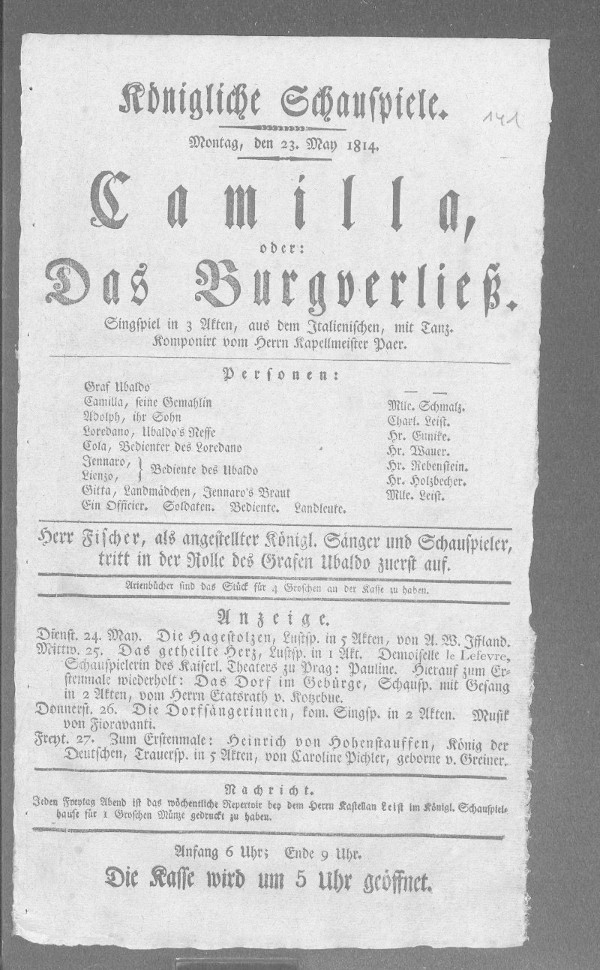 141
Königliche Schauspiele.
Montag, den 23. May 1814.
Camilla,
oder:
Das Burgverließ.
Singspiel in 3 Akten, aus dem Italienischen, mit Tanz.
Komponirt vom Herrn Kapellmeister Paer.
Personen:
Graf Ubaldo — —
Camilla, seine Gemahlin Mlle. Schmalz.
Adolph, ihr Sohn Charl. Leist.
Loredano, Ubaldo's Neffe Hr. Eunike.
Cola, Bedienter des Loredano Hr. Wauer.
Jennaro, } Bediente des Ubaldo Hr. Rebenstein.
Lienzo, Hr. Holzbecher.
Gitta, Landmädchen, Jennaro's Braut Mlle. Leist.
Ein Officier. Soldaten. Bediente. Landleute.
Herr Fischer, als angestellter Königl. Sänger und Schauspieler,
tritt in der Rolle des Grafen Ubaldo zuerst auf.
Arienbücher sind das Stück für 4 Groschen an der Kasse zu haben.
Anzeige.
Dienst. 24. May. Die Hagestolzen, Lustsp. in 5 Akten, von A. W. Iffland.
Mittw. 25. Das getheilte Herz, Lustsp. in 1 Akt. Demoiselle le Lefevre,
Schauspielerin des Kaiserl. Theaters zu Prag: Pauline. Hierauf zum Er-
stenmale wiederholt: Das Dorf im Gebürge, Schausp. mit Gesang
in 2 Akten, vom Herrn Etatsrath v. Kotzebue.
Donnerst. 26. Die Dorfsängerinnen, kom. Singsp. in 2 Akten. Musik
von Fioravanti.
Freyt. 27. Zum Erstenmale: Heinrich von Hohenstauffen, König der
Deutschen, Trauersp. in 5 Akten, von Caroline Pichler, geborne v. Greiner.
Nachricht.
Jeden Freytag Abend ist das wöchentliche Repertoir bey dem Herrn Kastellan Leist im Königl. Schauspiel-
hause für 1 Groschen Münze gedruckt zu haben.
Anfang 6 Uhr; Ende 9 Uhr.
Die Kasse wird um 5 Uhr geöffnet.